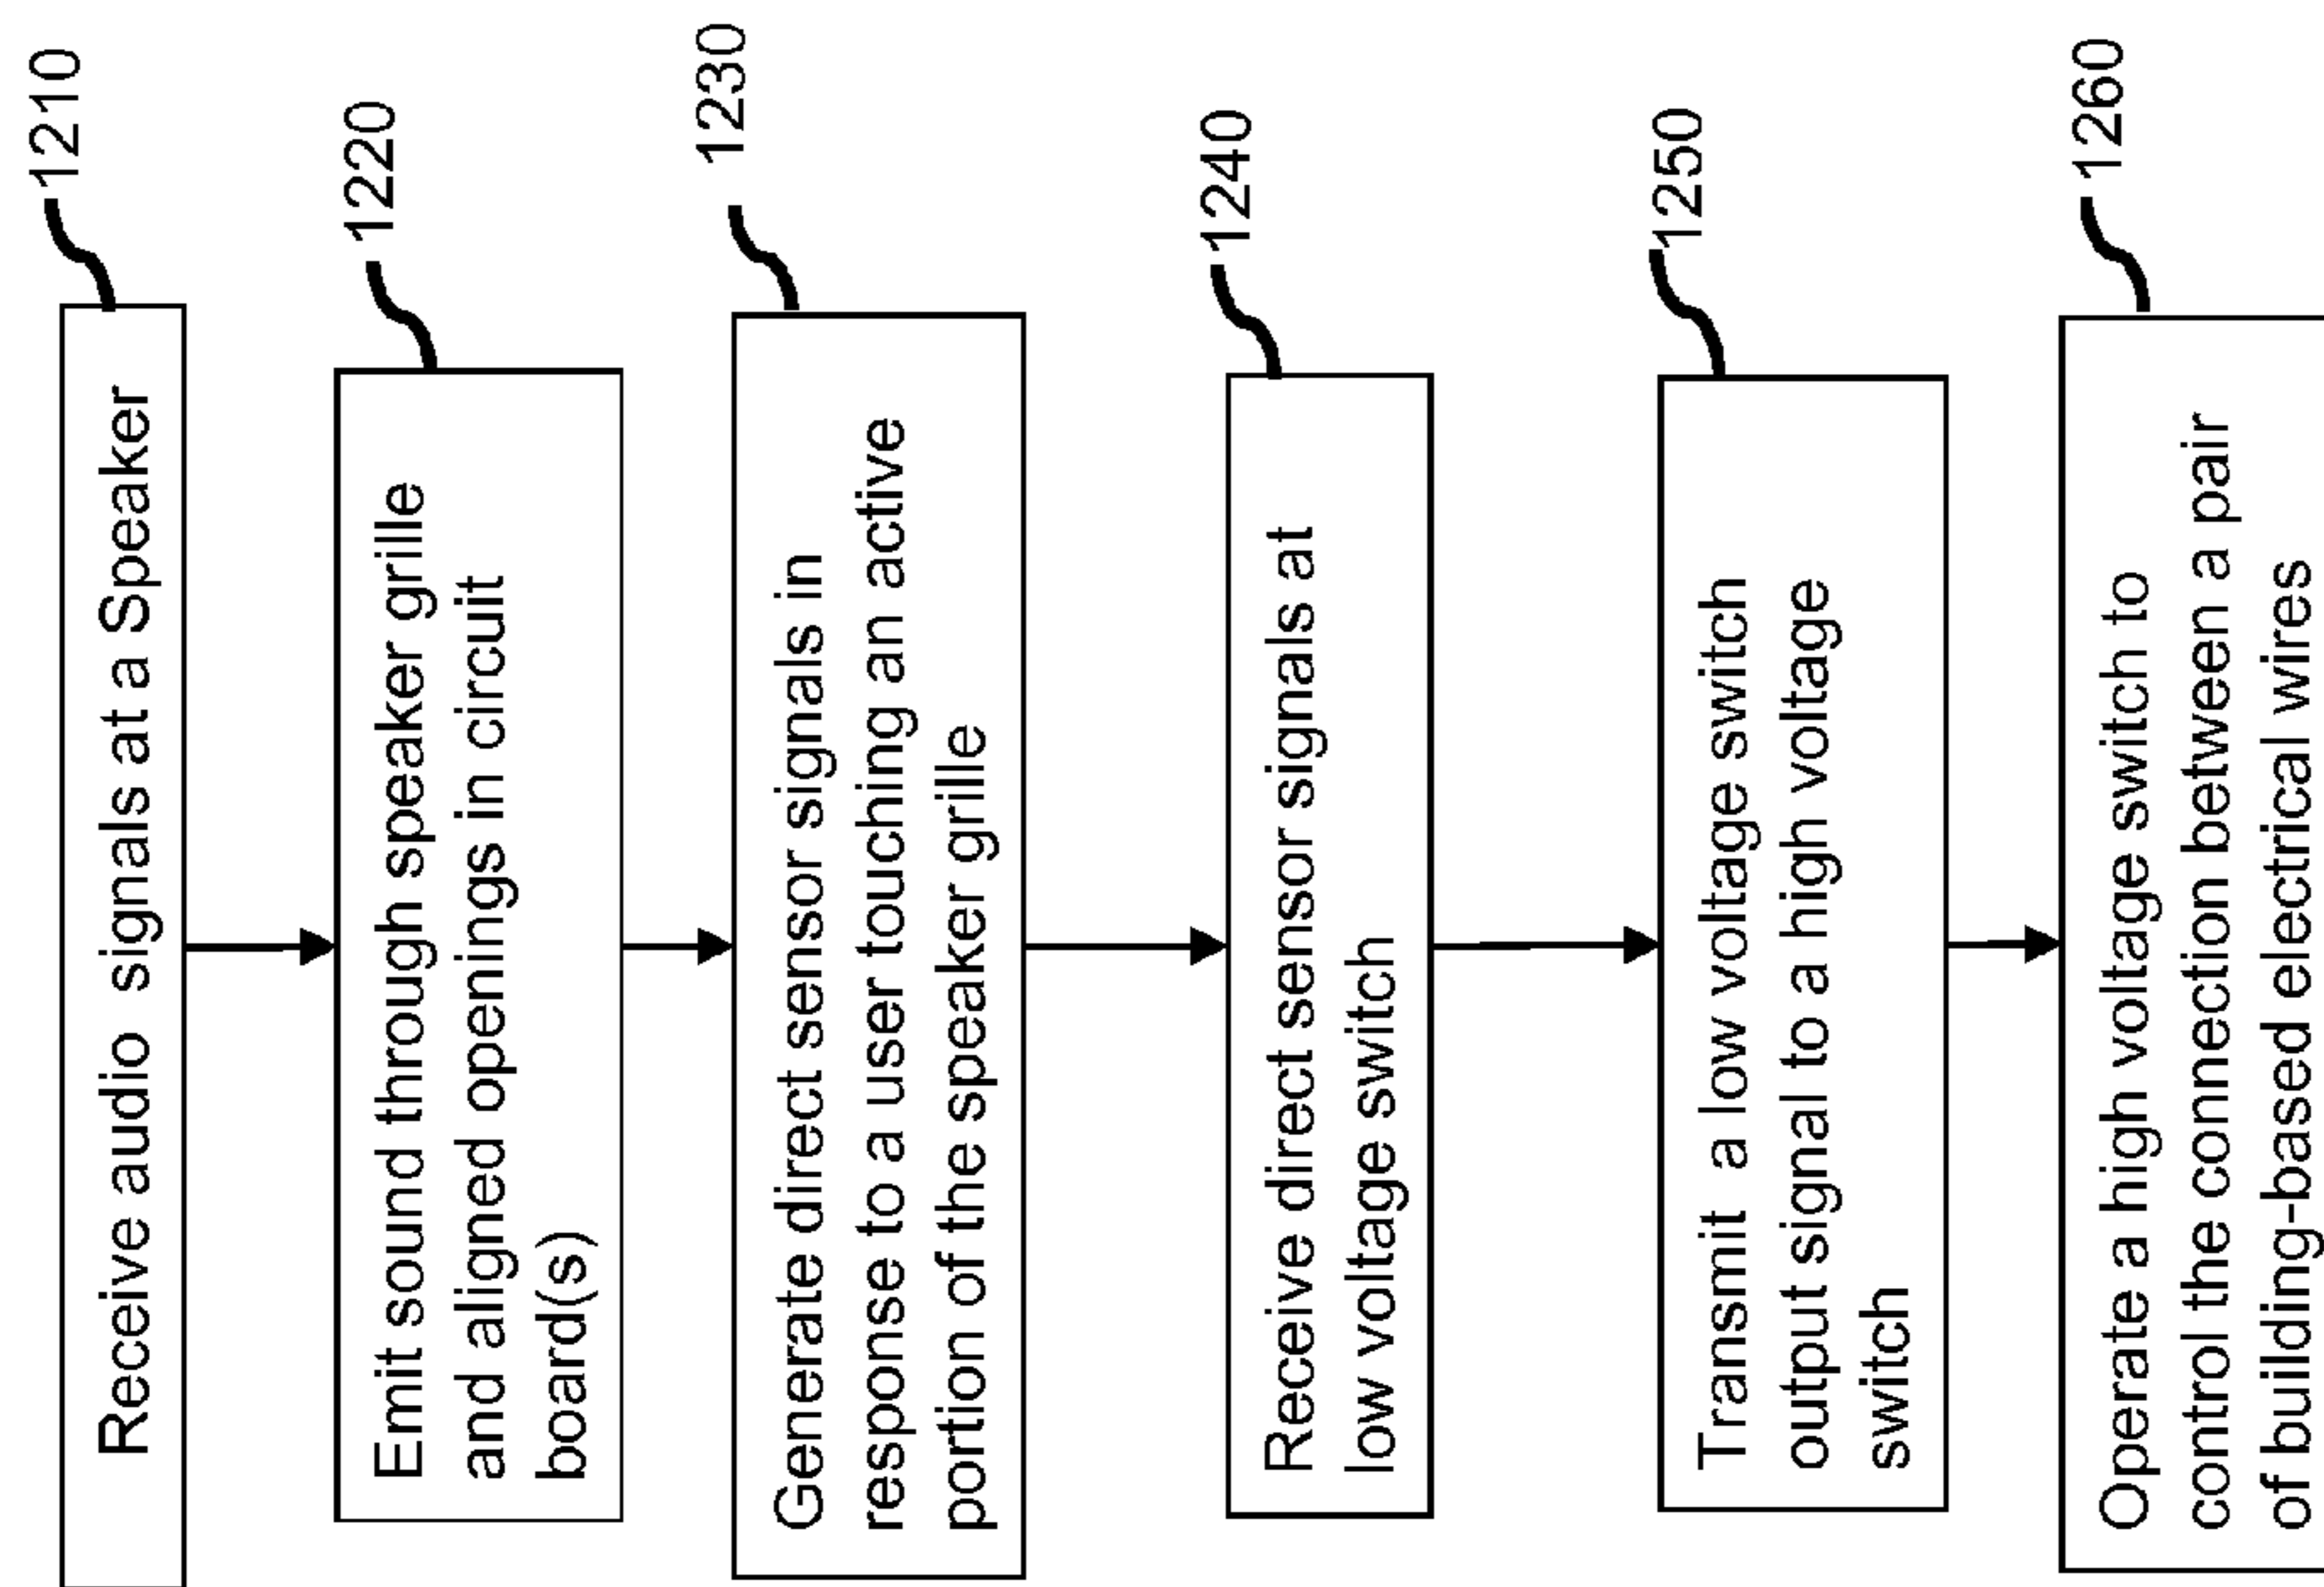 1210
Receive audio signals at a Speaker
1220
Emit sound through speaker grille
and aligned openings in circuit
board(s)
1230
Generate direct sensor signals in
response to a user touching an active
portion of the speaker grille
1240
Receive direct sensor signals at
low voltage switch
1250
Transmit a low voltage switch
output signal to a high voltage
switch
1260
Operate a high voltage switch to
control the connection between a pair
of building-based electrical wires